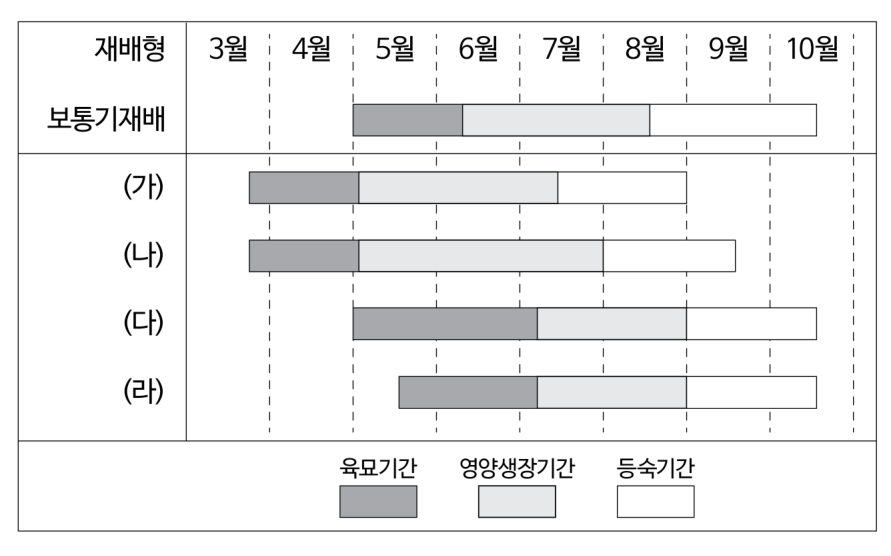 재배형 3월 4월 5월 6월 7월 8월 9월 10월
보통기재배
(가)
(나)
(다)
(라)
육묘기간 영양생장기간 등숙기간